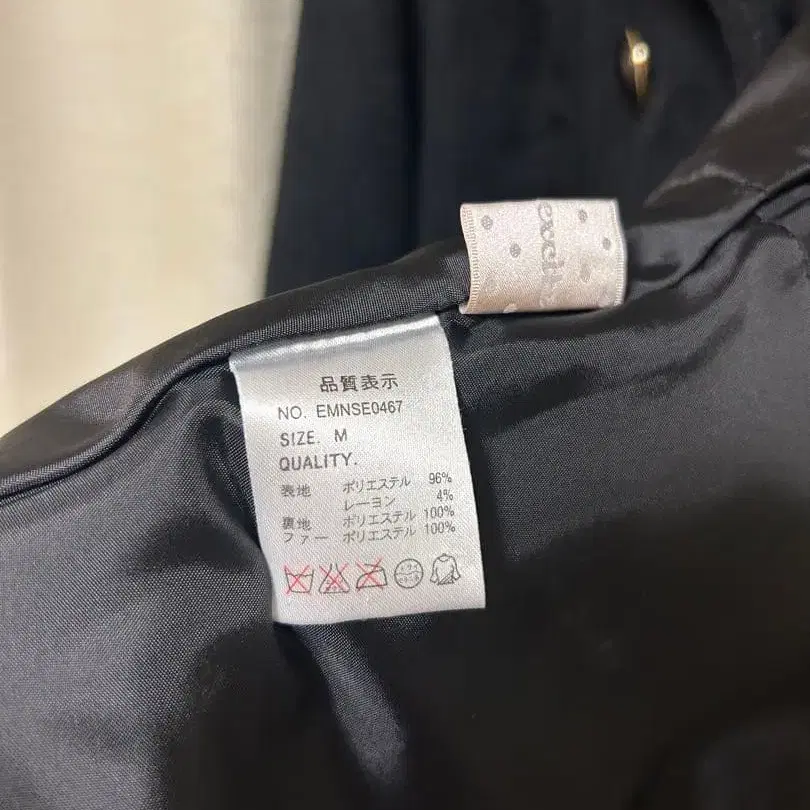 品質表示
NO. EMNSE0467
SIZE. M
QUALITY.
表地 ポリエステル 96%
レーヨン 4%
裏地 ポリエステル 100%
ファー ポリエステル 100%